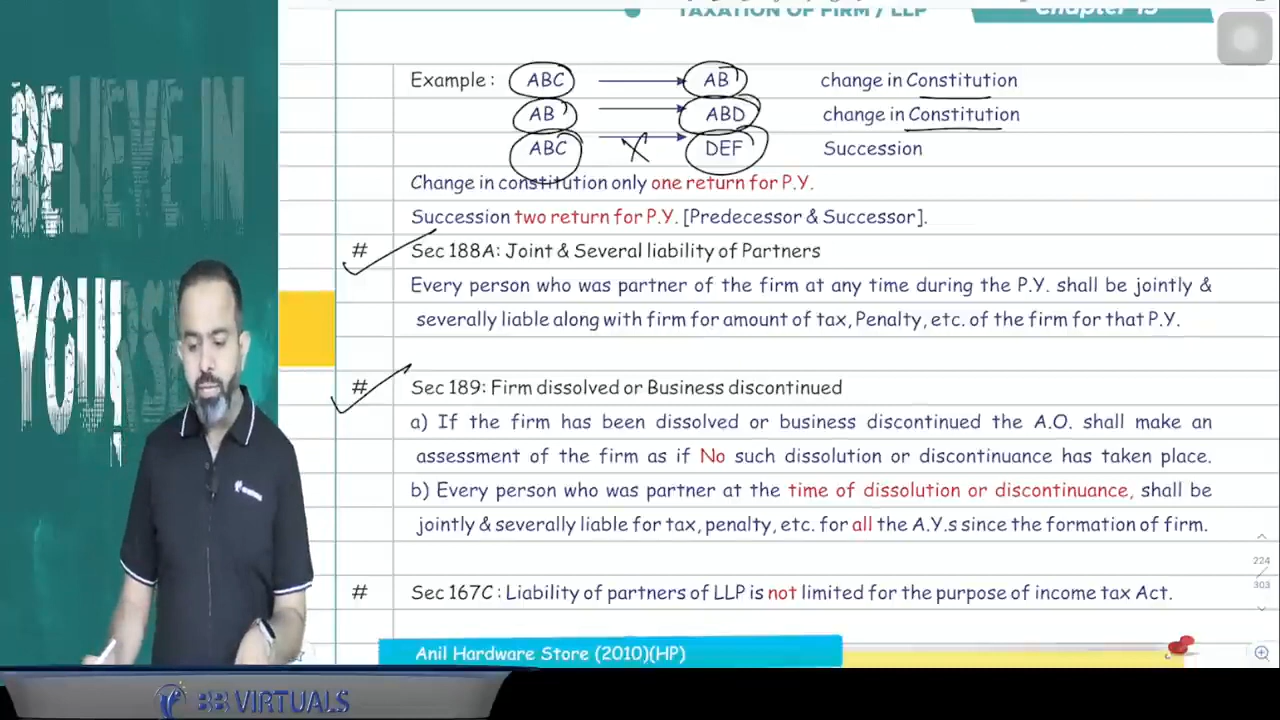 TAXATION OF FIRM / LLP
Chapter 15
Example : ABC AB change in Constitution
AB ABD change in Constitution
ABC X DEF Succession
Change in constitution only one return for P.Y.
Succession two return for P.Y. [Predecessor & Successor].
# Sec 188A: Joint & Several liability of Partners
Every person who was partner of the firm at any time during the P.Y. shall be jointly &
severally liable along with firm for amount of tax, Penalty, etc. of the firm for that P.Y.
# Sec 189: Firm dissolved or Business discontinued
a) If the firm has been dissolved or business discontinued the A.O. shall make an
assessment of the firm as if No such dissolution or discontinuance has taken place.
b) Every person who was partner at the time of dissolution or discontinuance, shall be
jointly & severally liable for tax, penalty, etc. for all the A.Y.s since the formation of firm.
# Sec 167C: Liability of partners of LLP is not limited for the purpose of income tax Act.
Anil Hardware Store (2010)(HP)
224
303
BELIEVE IN
YOURSE
BB VIRTUALS